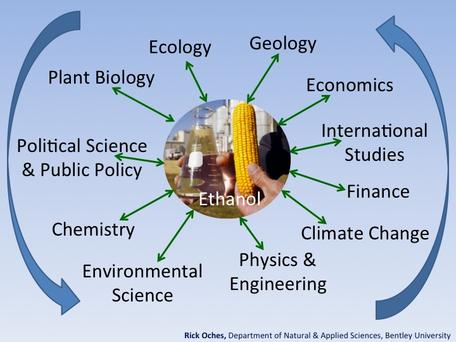 Ecology
Geology
Plant Biology
Economics
Political Science
& Public Policy
International
Studies
Ethanol
Finance
Chemistry
Climate Change
Environmental
Science
Physics &
Engineering
Rick Oches, Department of Natural & Applied Sciences, Bentley University